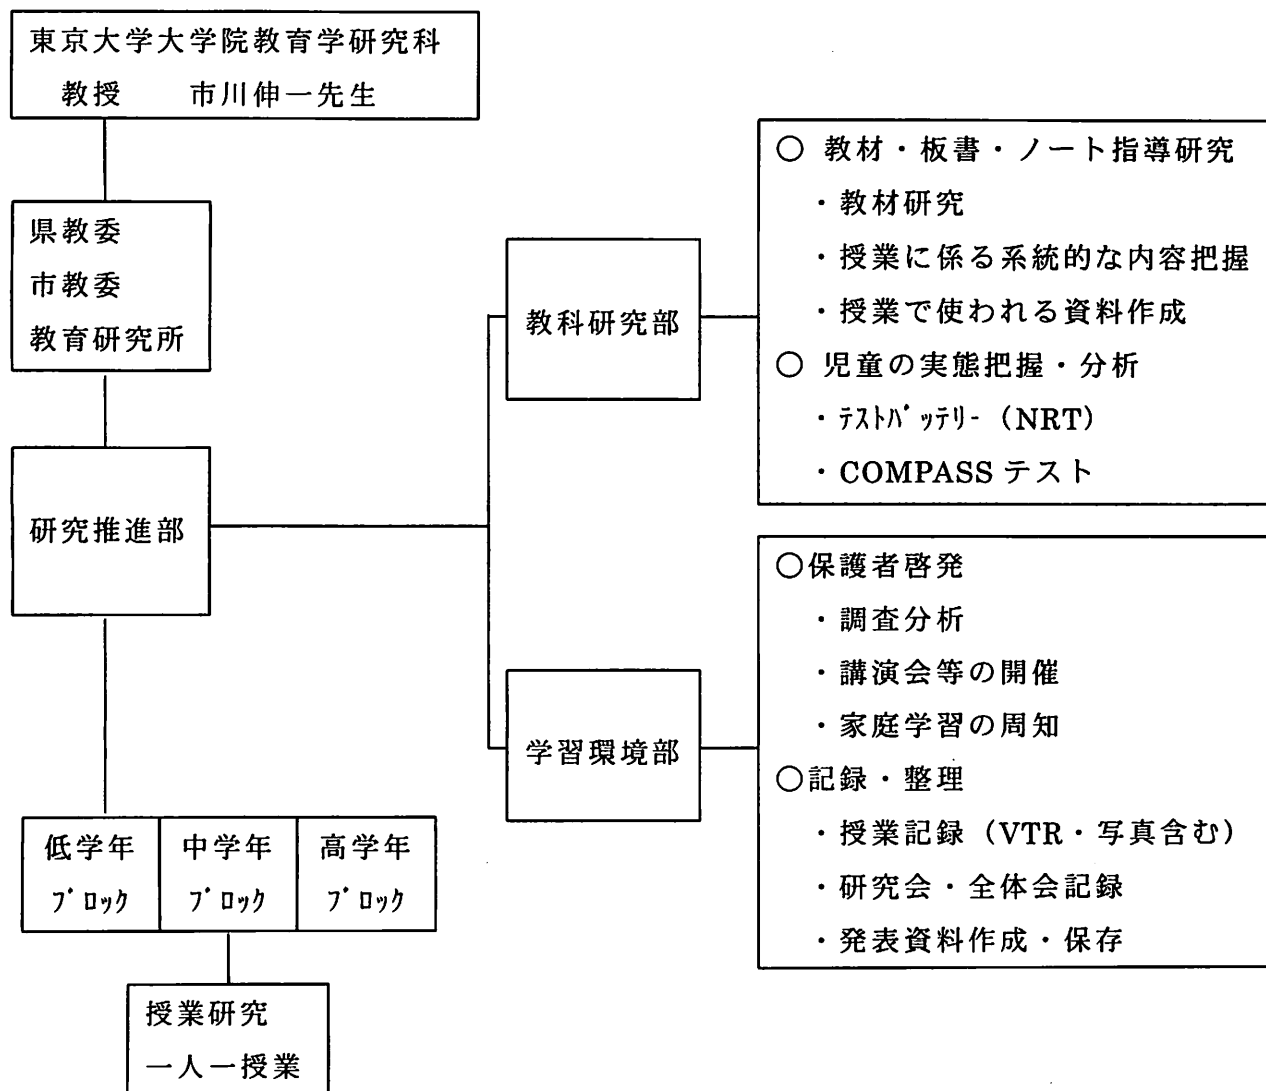 東京大学大学院教育学研究科
教授　　市川伸一先生
県教委
市教委
教育研究所
研究推進部
低学年
ﾌﾞﾛｯｸ
中学年
ﾌﾞﾛｯｸ
高学年
ﾌﾞﾛｯｸ
授業研究
一人一授業
教科研究部
○ 教材・板書・ノート指導研究
・教材研究
・授業に係る系統的な内容把握
・授業で使われる資料作成
○ 児童の実態把握・分析
・ﾃｽﾄﾊﾞｯﾃﾘｰ（NRT）
・COMPASS テスト
学習環境部
○保護者啓発
・調査分析
・講演会等の開催
・家庭学習の周知
○記録・整理
・授業記録（VTR・写真含む）
・研究会・全体会記録
・発表資料作成・保存